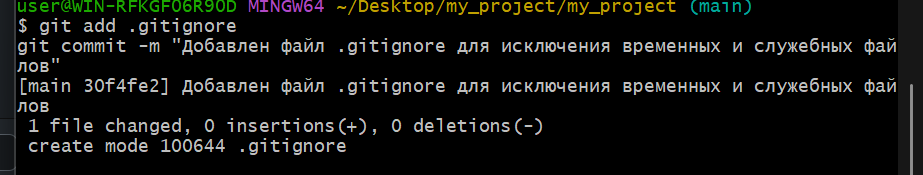 user@WIN-RFKGFO6R9OD MINGW64 ~/Desktop/my_project/my_project (main)
$ git add .gitignore
git commit -m "Добавлен файл .gitignore для исключения временных и служебных фай
лов"
[main 30f4fe2] Добавлен файл .gitignore для исключения временных и служебных фай
лов
 1 file changed, 0 insertions(+), 0 deletions(-)
 create mode 100644 .gitignore